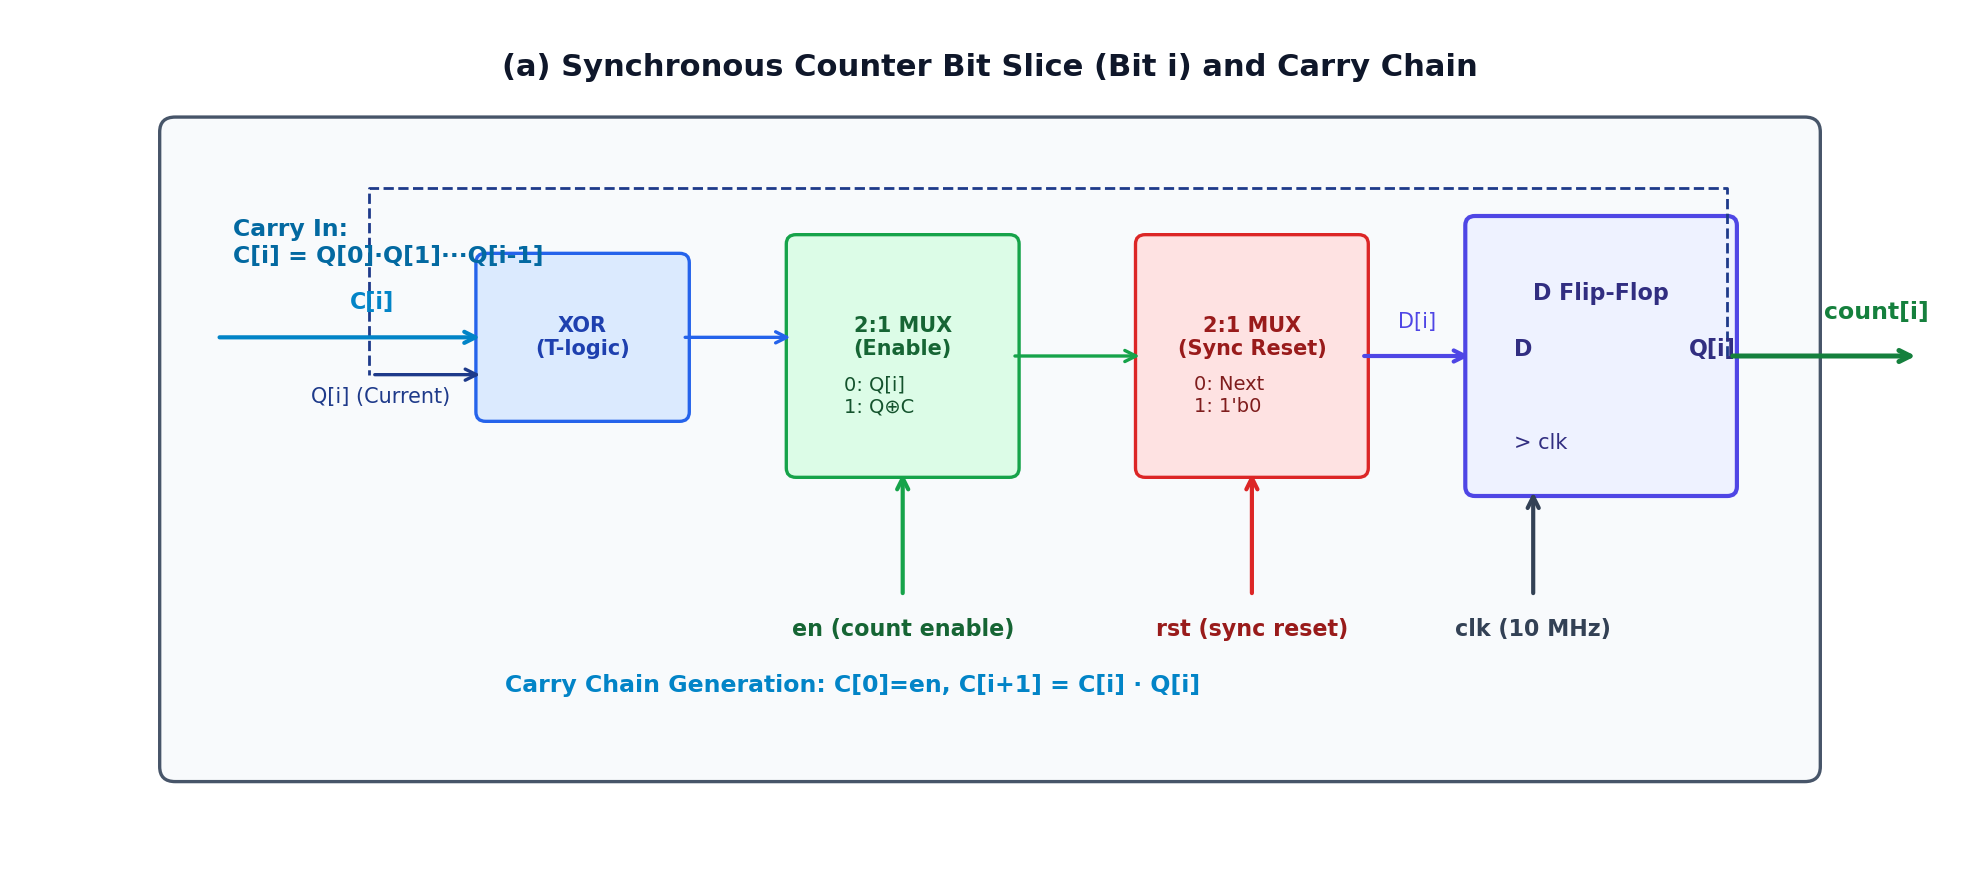 (a) Synchronous Counter Bit Slice (Bit i) and Carry Chain
Carry In:
C[i] = Q[0]·Q[1]···Q[i-1]
C[i]
Q[i] (Current)
XOR
(T-logic)
2:1 MUX
(Enable)
0: Q[i]
1: Q⊕C
2:1 MUX
(Sync Reset)
0: Next
1: 1'b0
D[i]
D Flip-Flop
D
Q[i]
> clk
count[i]
en (count enable)
rst (sync reset)
clk (10 MHz)
Carry Chain Generation: C[0]=en, C[i+1] = C[i] · Q[i]